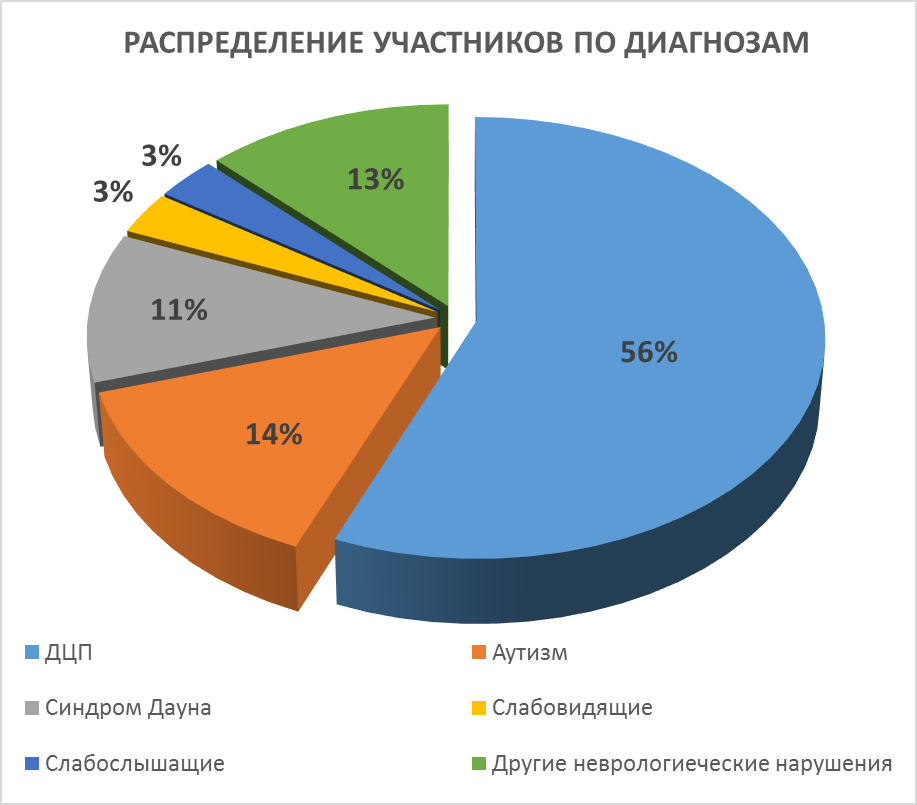 РАСПРЕДЕЛЕНИЕ УЧАСТНИКОВ ПО ДИАГНОЗАМ
3%
13%
3%
11%
56%
14%
ДЦП
Аутизм
Синдром Дауна
Слабовидящие
Слабослышащие
Другие неврологиеческие нарушения